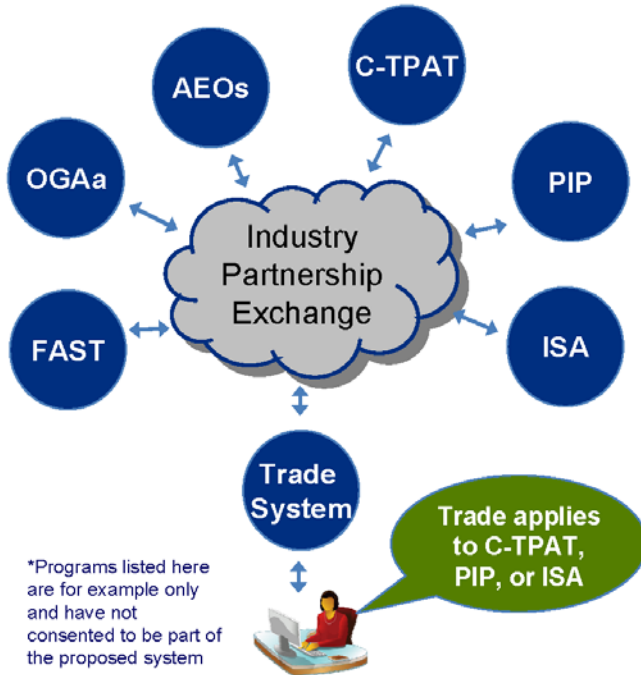 C-TPAT
AEOs
OGAa
PIP
Industry
Partnership
Exchange
FAST
ISA
Trade
System
Trade applies
to C-TPAT,
PIP, or ISA
*Programs listed here
are for example only
and have not
consented to be part of
the proposed system